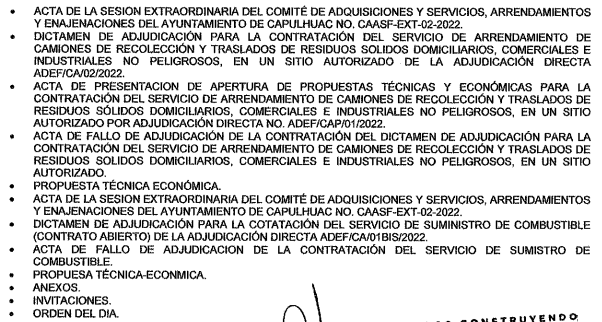 • ACTA DE LA SESION EXTRAORDINARIA DEL COMITÉ DE ADQUISICIONES Y SERVICIOS, ARRENDAMIENTOS
Y ENAJENACIONES DEL AYUNTAMIENTO DE CAPULHUAC NO. CAASF-EXT-02-2022.
• DICTAMEN DE ADJUDICACIÓN PARA LA CONTRATACIÓN DEL SERVICIO DE ARRENDAMIENTO DE
CAMIONES DE RECOLECCIÓN Y TRASLADOS DE RESIDUOS SOLIDOS DOMICILIARIOS, COMERCIALES E
INDUSTRIALES NO PELIGROSOS, EN UN SITIO AUTORIZADO DE LA ADJUDICACIÓN DIRECTA
ADEF/CA/02/2022.
• ACTA DE PRESENTACION DE APERTURA DE PROPUESTAS TÉCNICAS Y ECONÓMICAS PARA LA
CONTRATACIÓN DEL SERVICIO DE ARRENDAMIENTO DE CAMIONES DE RECOLECCIÓN Y TRASLADOS DE
RESIDUOS SÓLIDOS DOMICILIARIOS, COMERCIALES E INDUSTRIALES NO PELIGROSOS, EN UN SITIO
AUTORIZADO POR ADJUDICACIÓN DIRECTA NO. ADEF/CAP/01/2022.
• ACTA DE FALLO DE ADJUDICACIÓN DE LA CONTRATACIÓN DEL DICTAMEN DE ADJUDICACIÓN PARA LA
CONTRATACIÓN DEL SERVICIO DE ARRENDAMIENTO DE CAMIONES DE RECOLECCIÓN Y TRASLADOS DE
RESIDUOS SOLIDOS DOMICILIARIOS, COMERCIALES E INDUSTRIALES NO PELIGROSOS, EN UN SITIO
AUTORIZADO.
• PROPUESTA TÉCNICA ECONÓMICA.
• ACTA DE LA SESION EXTRAORDINARIA DEL COMITÉ DE ADQUISICIONES Y SERVICIOS, ARRENDAMIENTOS
Y ENAJENACIONES DEL AYUNTAMIENTO DE CAPULHUAC NO. CAASF-EXT-02-2022.
• DICTAMEN DE ADJUDICACIÓN PARA LA COTATACIÓN DEL SERVICIO DE SUMINISTRO DE COMBUSTIBLE
(CONTRATO ABIERTO) DE LA ADJUDICACIÓN DIRECTA ADEF/CA/01BIS/2022.
• ACTA DE FALLO DE ADJUDICACION DE LA CONTRATACIÓN DEL SERVICIO DE SUMISTRO DE
COMBUSTIBLE.
• PROPUESA TÉCNICA-ECONMICA.
• ANEXOS.
• INVITACIONES.
• ORDEN DEL DIA.
CONSTRUYENDO